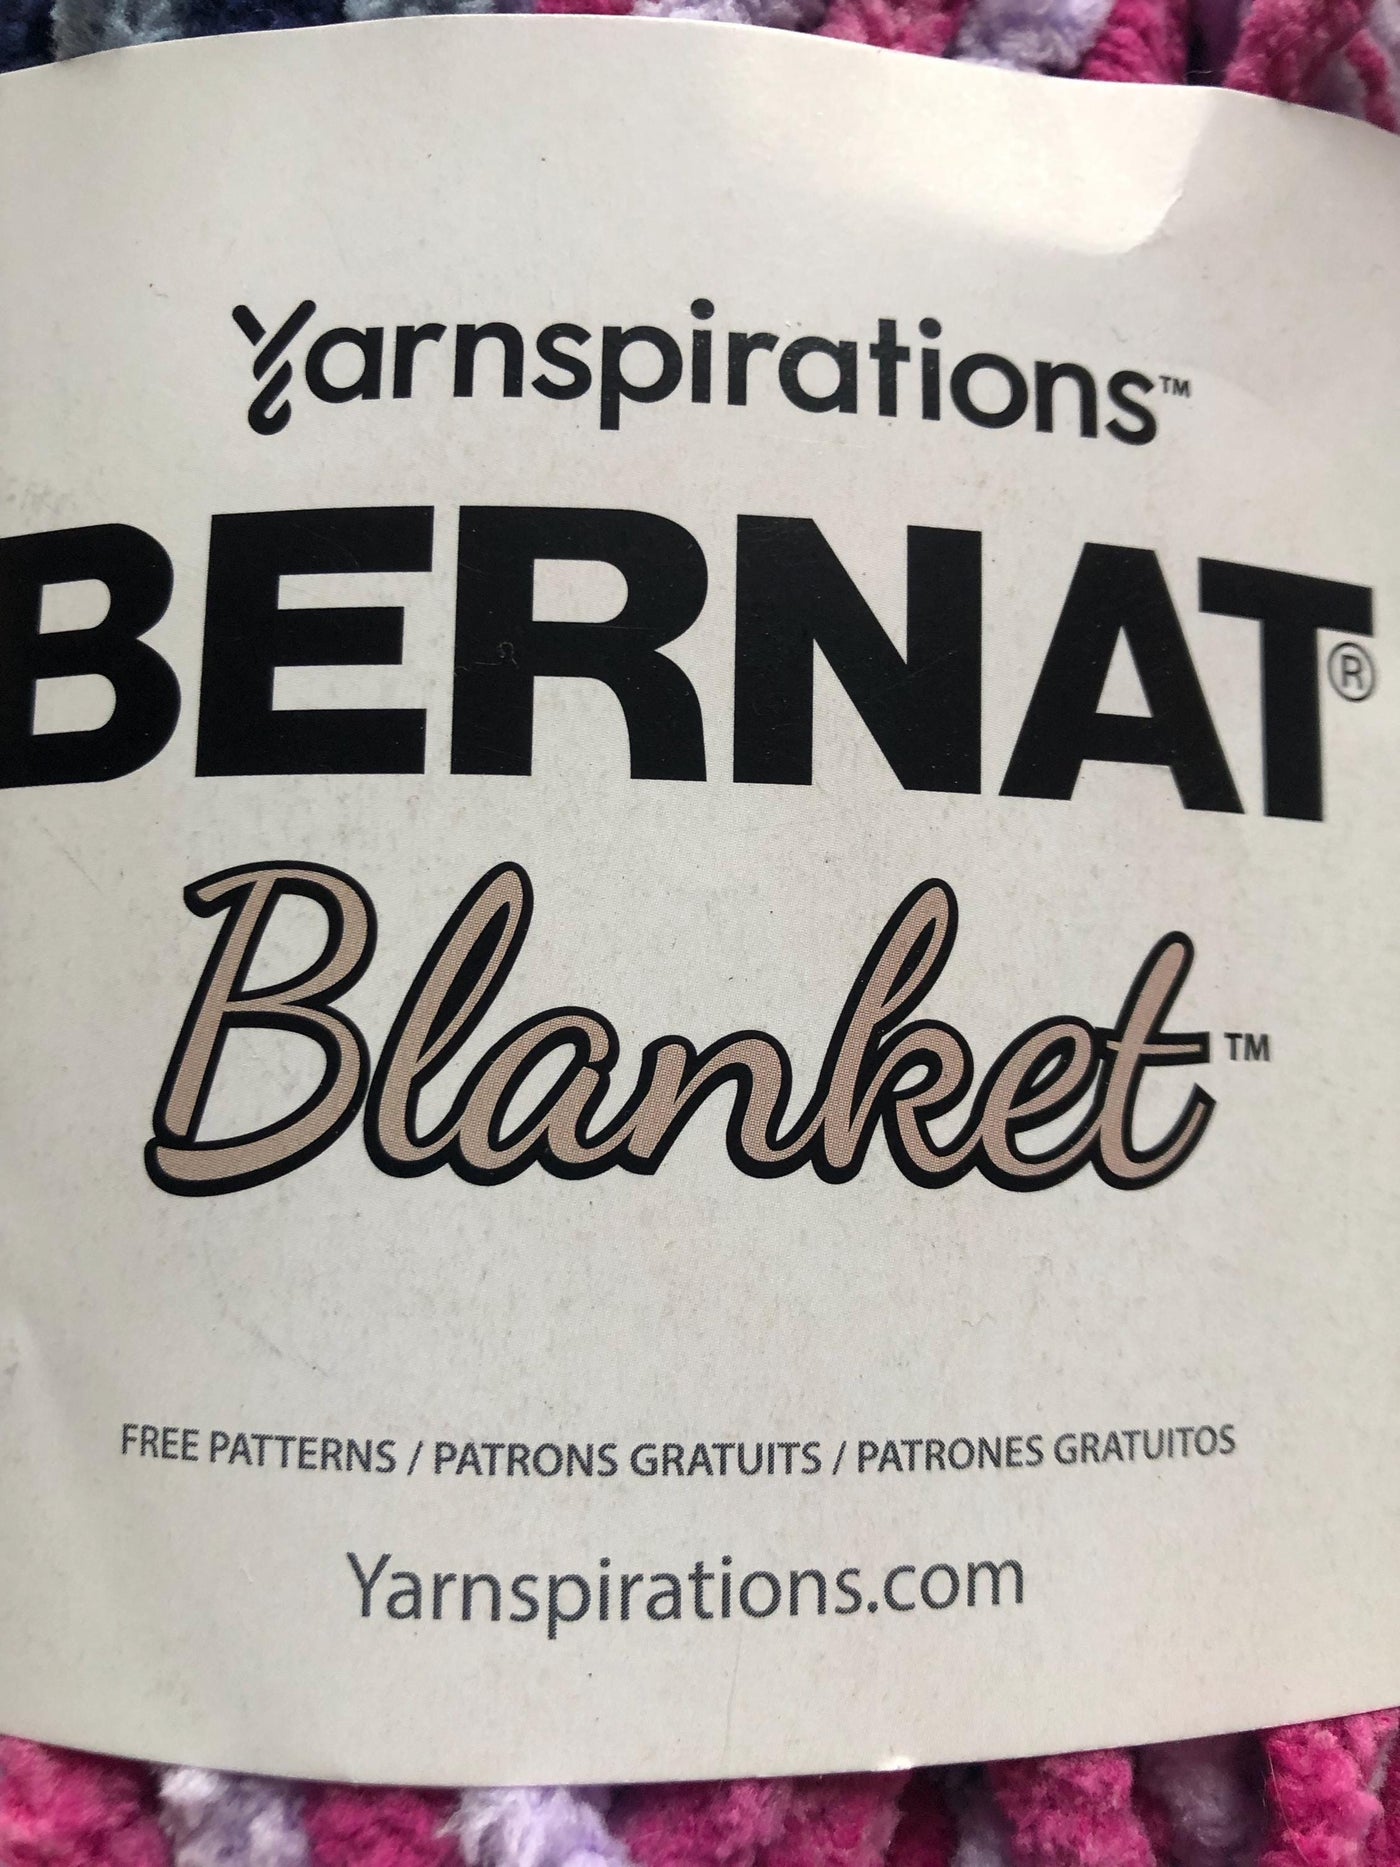 Yarnspirations™
BERNAT®
Blanket™
FREE PATTERNS / PATRONS GRATUITS / PATRONES GRATUITOS
Yarnspirations.com